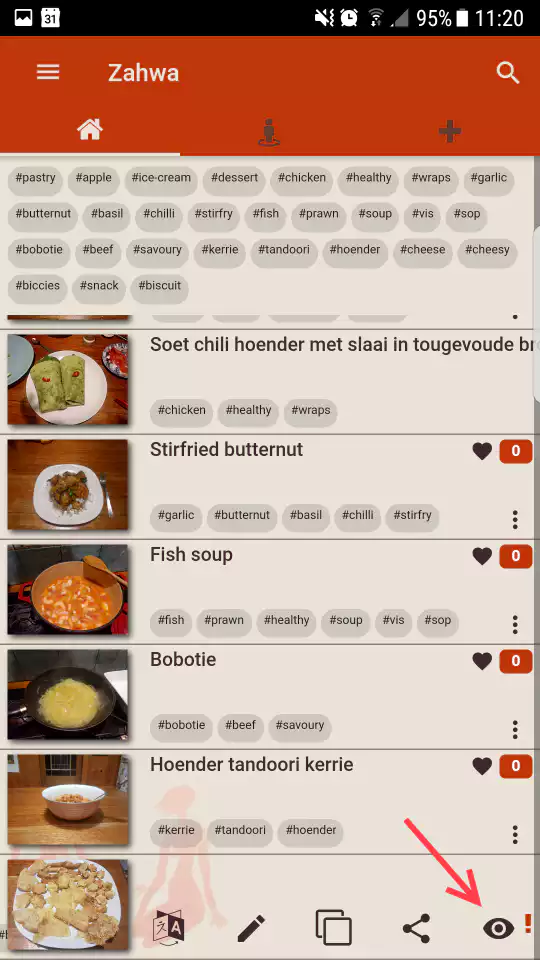 31 95% 11:20
Zahwa
#pastry #apple #ice-cream #dessert #chicken #healthy #wraps #garlic
#butternut #basil #chilli #stirfry #fish #prawn #soup #vis #sop
#bobotie #beef #savoury #kerrie #tandoori #hoender #cheese #cheesy
#biccies #snack #biscuit
Soet chili hoender met slaai in tougevoude br
#chicken #healthy #wraps
Stirfried butternut 0
#garlic #butternut #basil #chilli #stirfry
Fish soup 0
#fish #prawn #healthy #soup #vis #sop
Bobotie 0
#bobotie #beef #savoury
Hoender tandoori kerrie 0
#kerrie #tandoori #hoender
A